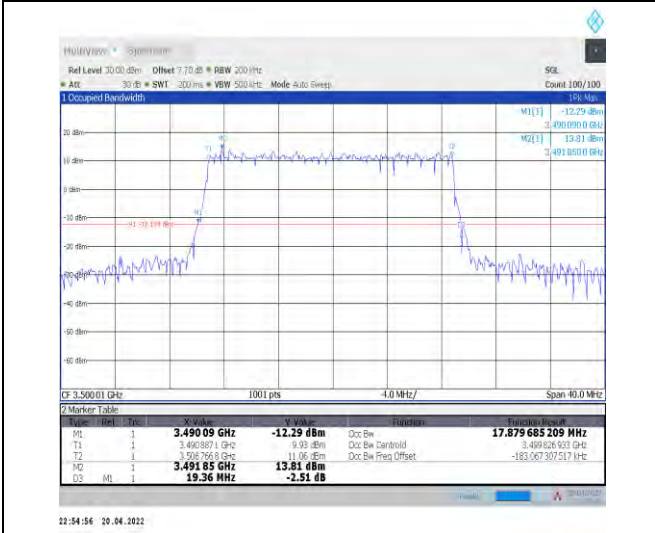 MultiView Spectrum
Ref Level 30.00 dBm Offset 7.70 dB RBW 200 kHz SGL
Att 30 dB SWT 200 ms VBW 500 kHz Mode Auto Sweep Count 100/100
1 Occupied Bandwidth 1Pk Max
M1[1] -12.29 dBm
3.490090 0 GHz
20 dBm M2[1] 13.81 dBm
3.491850 0 GHz
T1 M2 T2
10 dBm
0 dBm
-10 dBm M1
-20 dBm
-30 dBm
-40 dBm
-50 dBm
-60 dBm
CF 3.50001 GHz 1001 pts 4.0 MHz/ Span 40.0 MHz
2 Marker Table
Type Ref Trc X-Value Y-Value Function Function Result
M1 1 3.490 09 GHz -12.29 dBm Occ Bw 17.879 685 209 MHz
T1 1 3.490887 1 GHz 9.93 dBm Occ Bw Centroid 3.499 826 933 GHz
T2 1 3.508766 8 GHz 11.06 dBm Occ Bw Freq Offset -183.067 307 517 kHz
M2 1 3.491 85 GHz 13.81 dBm
D3 M1 1 19.36 MHz -2.51 dB
22:54:56 20.04.2022